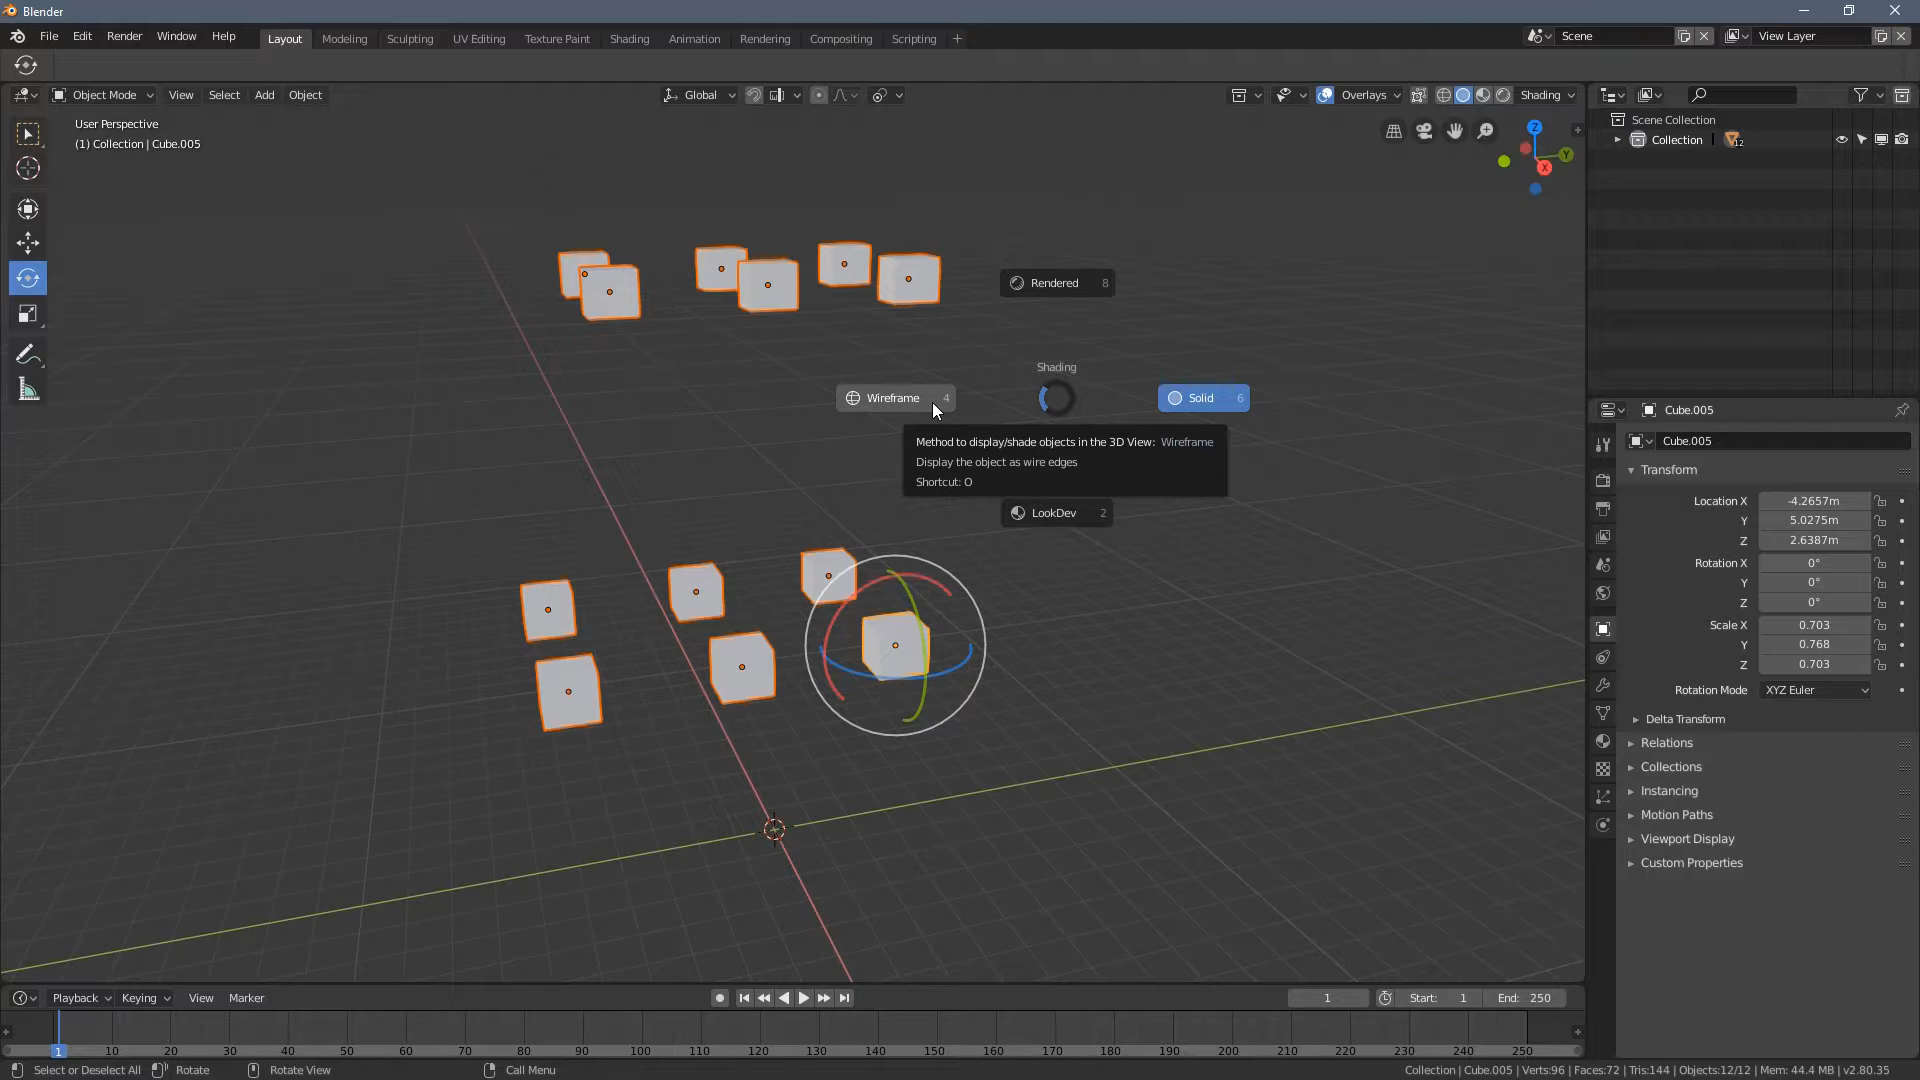 Blender
File Edit Render Window Help Layout Modeling Sculpting UV Editing Texture Paint Shading Animation Rendering Compositing Scripting + Scene View Layer
Object Mode View Select Add Object Global Overlays Shading
User Perspective
(1) Collection | Cube.005
Z
Y
X
Scene Collection
Collection 12
Rendered 8
Shading
Wireframe 4
Solid 6
Method to display/shade objects in the 3D View: Wireframe
Display the object as wire edges
Shortcut: O
LookDev 2
Cube.005
Cube.005
Transform
Location X -4.2657m
Y 5.0275m
Z 2.6387m
Rotation X 0°
Y 0°
Z 0°
Scale X 0.703
Y 0.768
Z 0.703
Rotation Mode XYZ Euler
Delta Transform
Relations
Collections
Instancing
Motion Paths
Viewport Display
Custom Properties
Playback Keying View Marker 1 Start: 1 End: 250
1 10 20 30 40 50 60 70 80 90 100 110 120 130 140 150 160 170 180 190 200 210 220 230 240 250
Select or Deselect All Rotate Rotate View Call Menu Collection | Cube.005 | Verts:96 | Faces:72 | Tris:144 | Objects:12/12 | Mem: 44.4 MB | v2.80.35